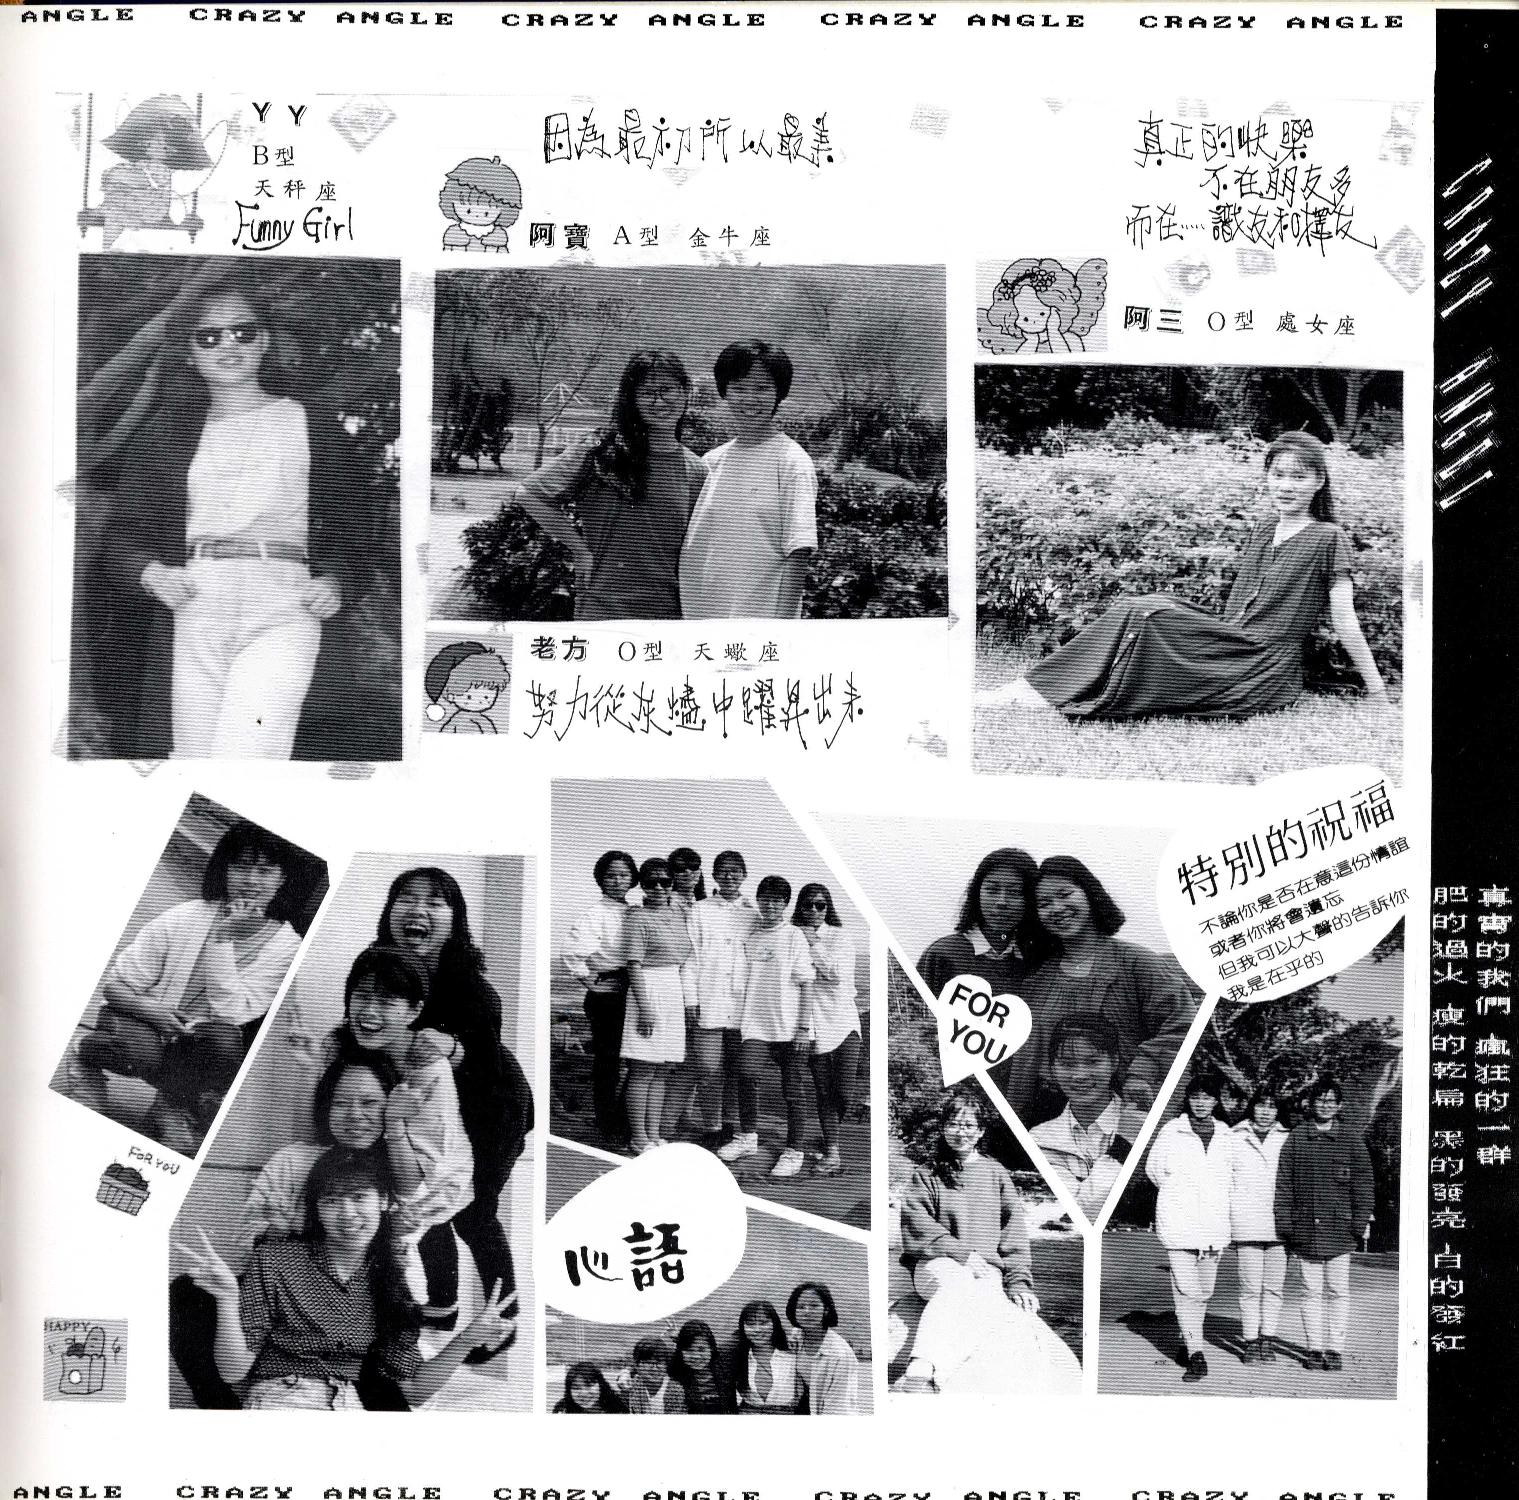 ANGLE CRAZY ANGLE CRAZY ANGLE CRAZY ANGLE CRAZY ANGLE
YY
B型
天秤座
Funny Girl
因為最初所以最美
阿寶 A型 金牛座
真正的快樂
不在朋友多
而在……識友和擇友
阿三 O型 處女座
老方 O型 天蠍座
努力從灰燼中躍昇出來
特別的祝福
不論你是否在意這份情誼
或者你將會遺忘
但我可以大聲的告訴你
我是在乎的
FOR
YOU
FOR YOU
心語
HAPPY
CRAZY ANGLE
真實的我們 瘋狂的一群
肥的過火 瘦的乾扁 黑的發亮 白的發紅
ANGLE CRAZY ANGLE CRAZY ANGLE CRAZY ANGLE CRAZY ANGLE